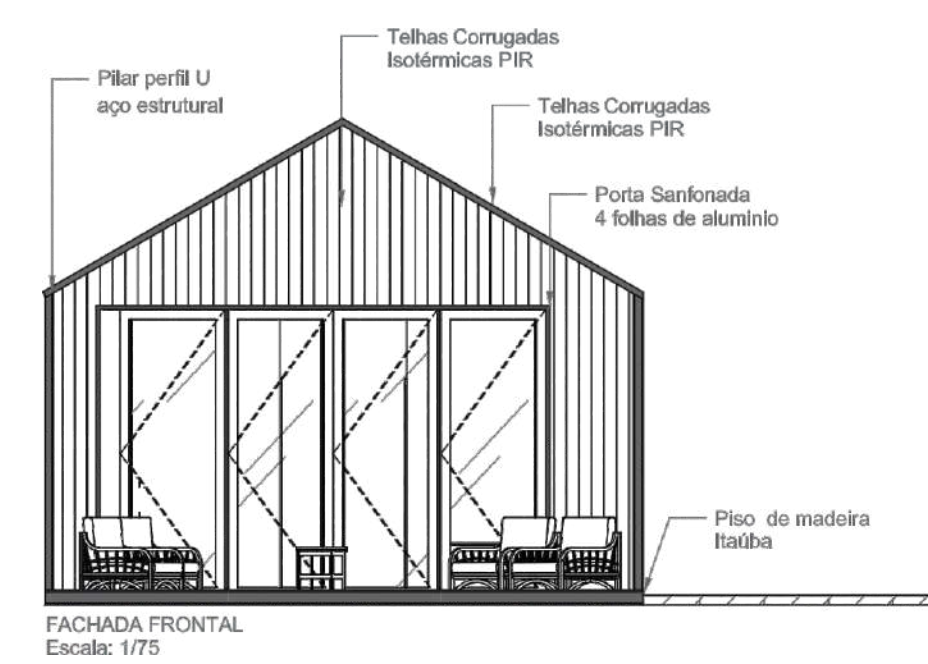 Telhas Corrugadas
Isotérmicas PIR
Pilar perfil U
aço estrutural
Telhas Corrugadas
Isotérmicas PIR
Porta Sanfonada
4 folhas de aluminio
Piso de madeira
Itaúba
FACHADA FRONTAL
Escala: 1/75